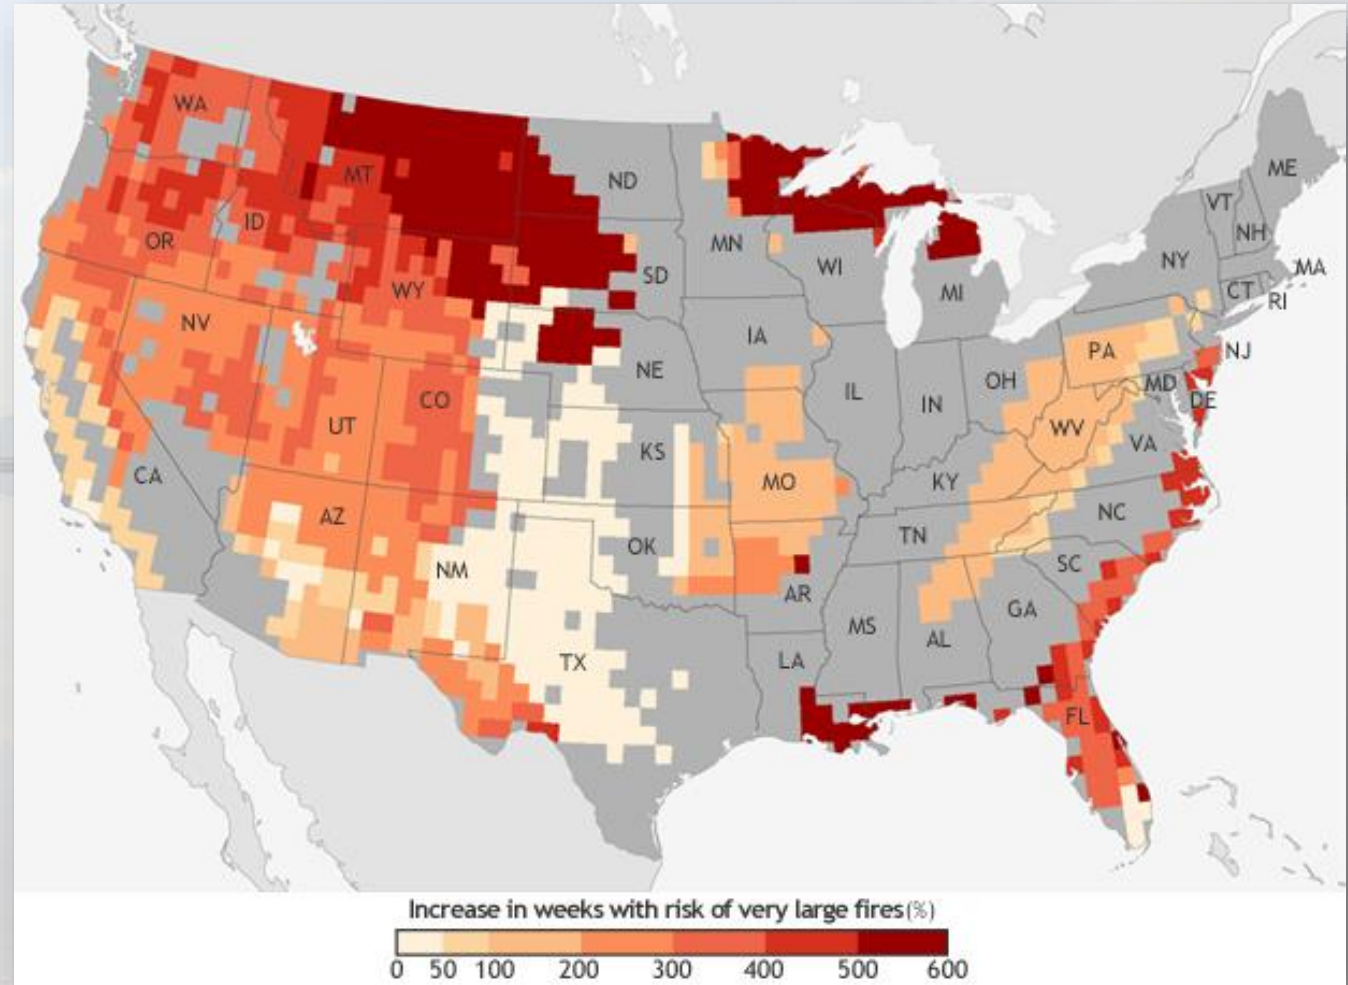 WA
MT
ND
ME
VT
NH
ID
OR
MN
NY
MA
SD
WI
CT
RI
WY
MI
NV
IA
PA
NJ
NE
OH
MD
DE
CO
IL
IN
UT
WV
VA
KS
CA
MO
KY
AZ
NC
TN
OK
NM
SC
AR
GA
MS
AL
TX
LA
FL
Increase in weeks with risk of very large fires (%)
0 50 100 200 300 400 500 600